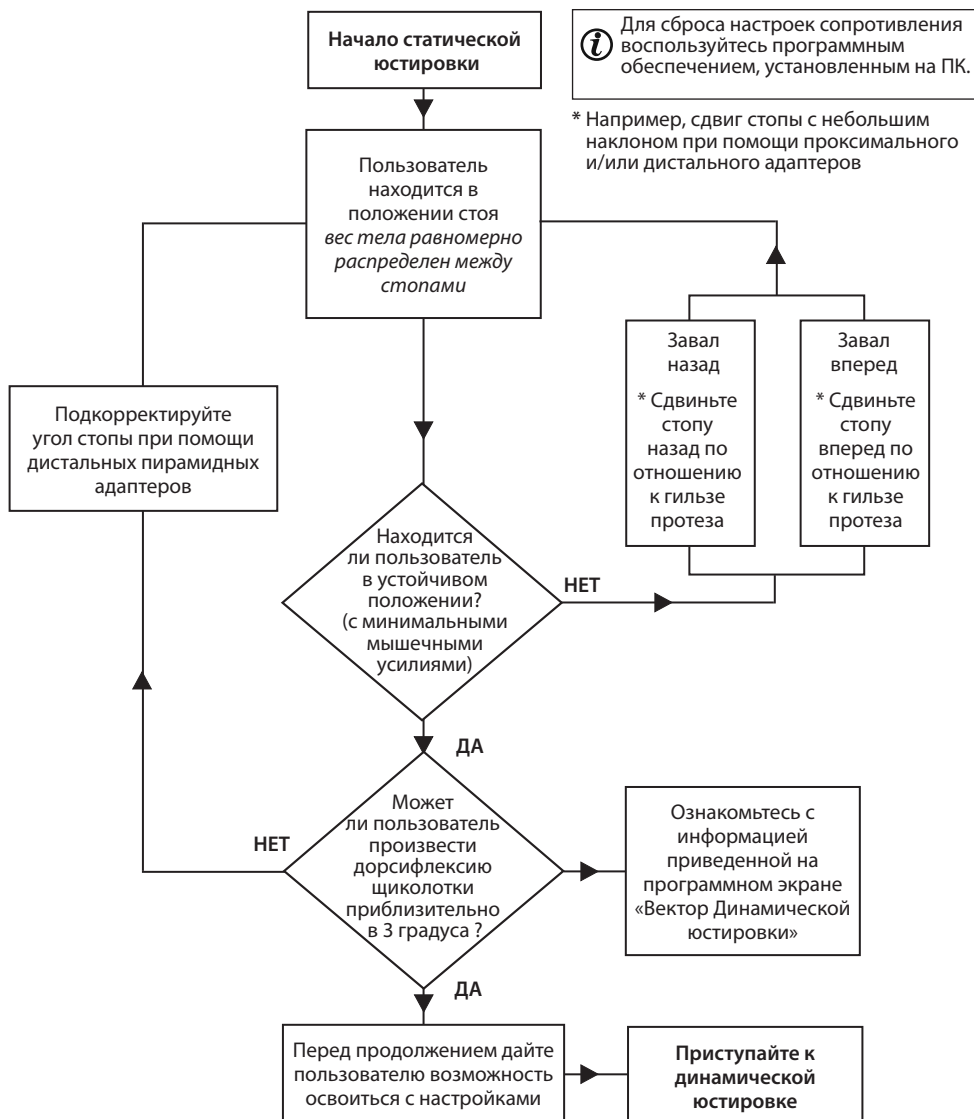 Начало статической
юстировки
Для сброса настроек сопротивления
воспользуйтесь программным
обеспечением, установленным на ПК.
* Например, сдвиг стопы с небольшим
наклоном при помощи проксимального
и/или дистального адаптеров
Пользователь
находится в
положении стоя
вес тела равномерно
распределен между
стопами
Завал
назад
* Сдвиньте
стопу
назад по
отношению
к гильзе
протеза
Завал
вперед
* Сдвиньте
стопу
вперед по
отношению
к гильзе
протеза
Подкорректируйте
угол стопы при помощи
дистальных пирамидных
адаптеров
Находится
ли пользователь
в устойчивом
положении?
(с минимальными
мышечными
усилиями)
НЕТ
ДА
Может
ли пользователь
произвести
дорсифлексию
щиколотки
приблизительно
в 3 градуса ?
НЕТ
Ознакомьтесь с
информацией
приведенной на
программном экране
«Вектор Динамической
юстировки»
ДА
Перед продолжением дайте
пользователю возможность
освоиться с настройками
Приступайте к
динамической
юстировке